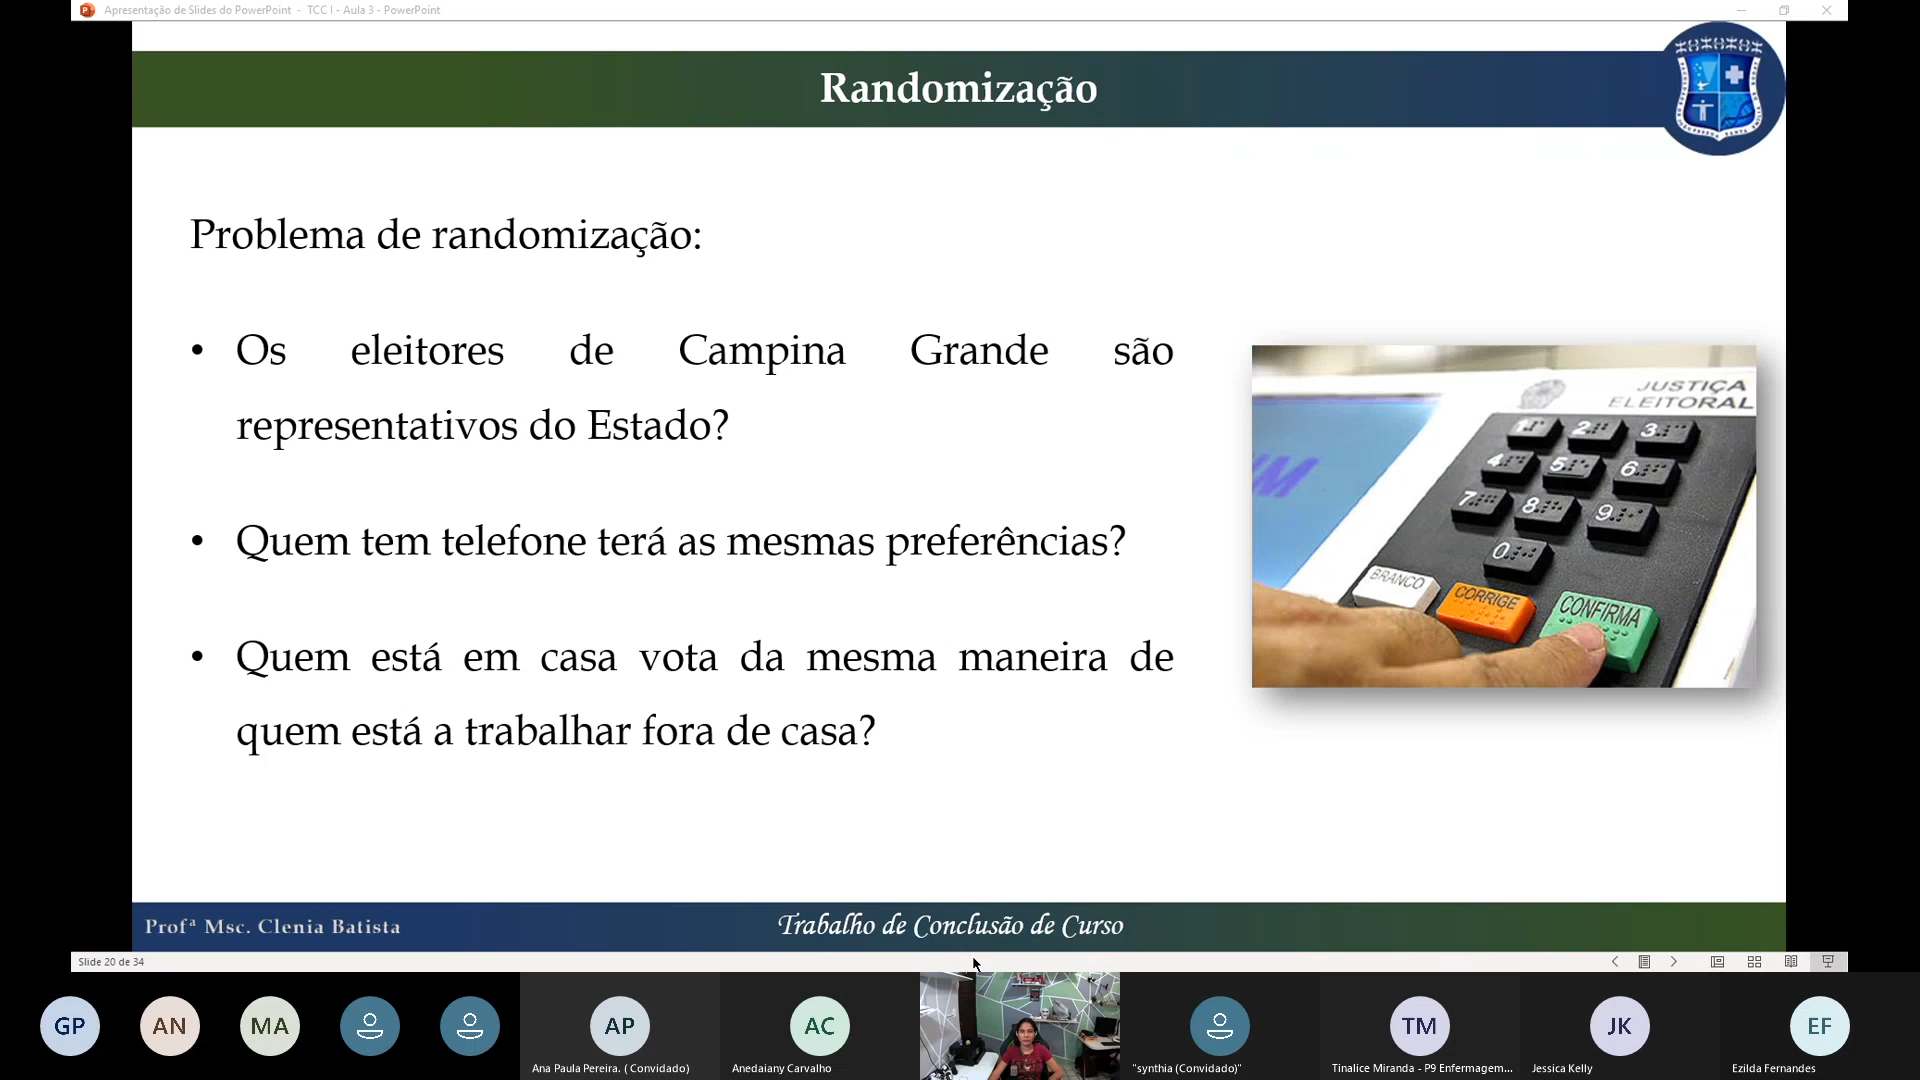 Apresentação de Slides do PowerPoint - TCC I - Aula 3 - PowerPoint
Randomização
Problema de randomização:
• Os eleitores de Campina Grande são
representativos do Estado?
• Quem tem telefone terá as mesmas preferências?
• Quem está em casa vota da mesma maneira de
quem está a trabalhar fora de casa?
JUSTIÇA
ELEITORAL
1 2 3
4 5 6
7 8 9
0
BRANCO CORRIGE CONFIRMA
Profª Msc. Clenia Batista
Trabalho de Conclusão de Curso
Slide 20 de 34
GP AN MA AP AC TM JK EF
Ana Paula Pereira. ( Convidado) Anedaiany Carvalho "synthia (Convidado)" Tinalice Miranda - P9 Enfermagem... Jessica Kelly Ezilda Fernandes